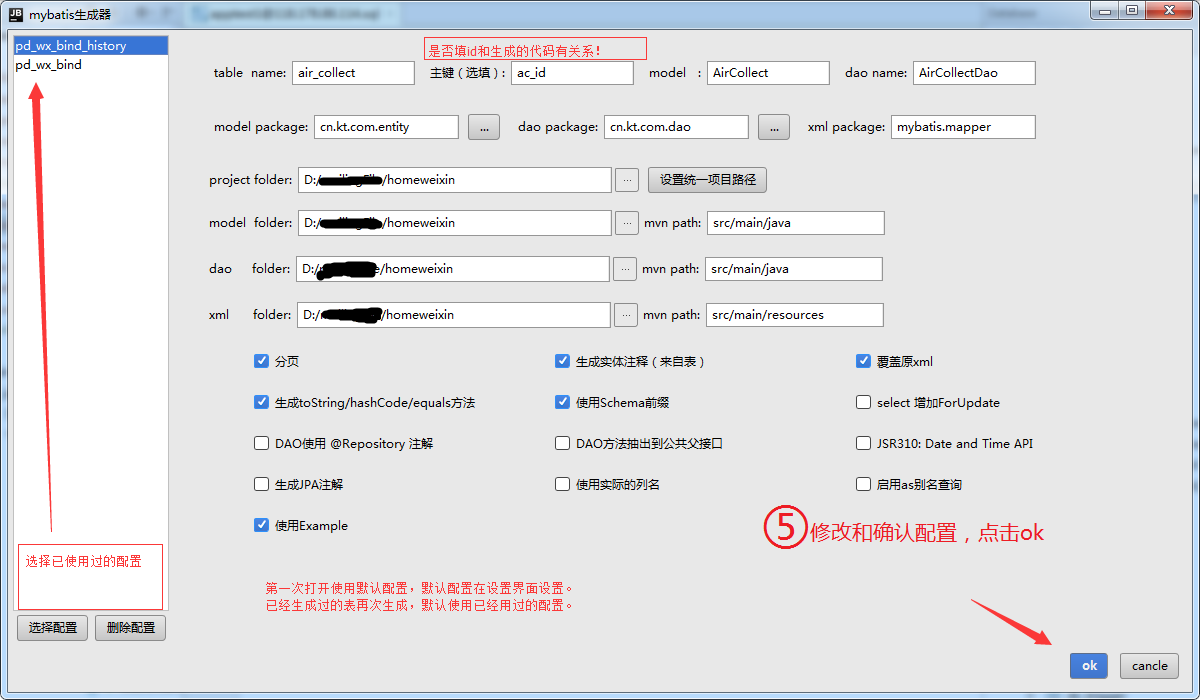 mybatis生成器
pd_wx_bind_history
pd_wx_bind
是否填id和生成的代码有关系！
table name: air_collect 主键（选填）: ac_id model : AirCollect dao name: AirCollectDao
model package: cn.kt.com.entity ... dao package: cn.kt.com.dao ... xml package: mybatis.mapper
project folder: D:/ /homeweixin ... 设置统一项目路径
model folder: D:/ /homeweixin ... mvn path: src/main/java
dao folder: D:/ /homeweixin ... mvn path: src/main/java
xml folder: D:/ /homeweixin ... mvn path: src/main/resources
分页 生成实体注释（来自表） 覆盖原xml
生成toString/hashCode/equals方法 使用Schema前缀 select 增加ForUpdate
DAO使用 @Repository 注解 DAO方法抽出到公共父接口 JSR310: Date and Time API
生成JPA注解 使用实际的列名 启用as别名查询
使用Example
⑤修改和确认配置，点击ok
选择已使用过的配置
第一次打开使用默认配置，默认配置在设置界面设置。
已经生成过的表再次生成，默认使用已经用过的配置。
选择配置 删除配置
ok cancle